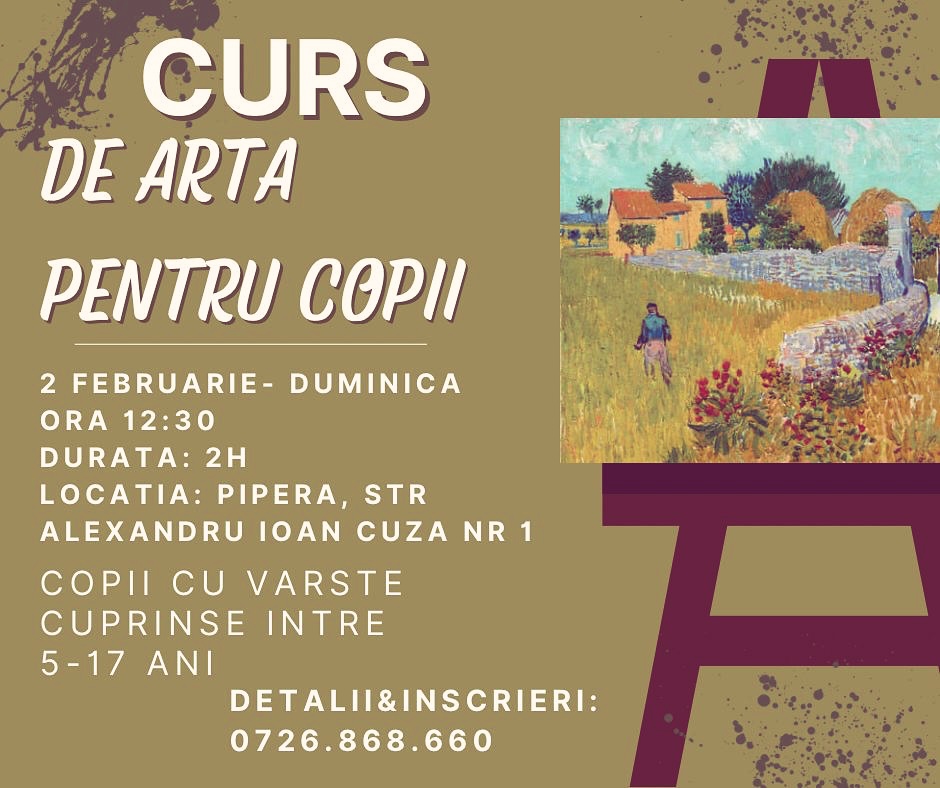 CURS
DE ARTA
PENTRU COPII
2 FEBRUARIE- DUMINICA
ORA 12:30
DURATA: 2H
LOCATIA: PIPERA, STR
ALEXANDRU IOAN CUZA NR 1
COPII CU VARSTE
CUPRINSE INTRE
5-17 ANI
DETALII&INSCRIERI:
0726.868.660